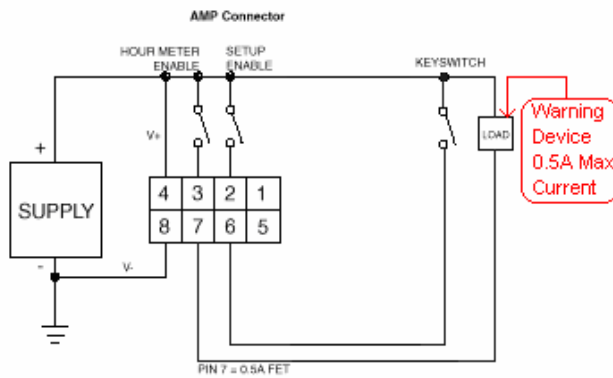 AMP Connector
HOUR METER
ENABLE
SETUP
ENABLE
KEYSWITCH
V+
+
SUPPLY
-
V-
4 3 2 1
8 7 6 5
LOAD
Warning
Device
0.5A Max
Current
PIN 7 = 0.5A FET